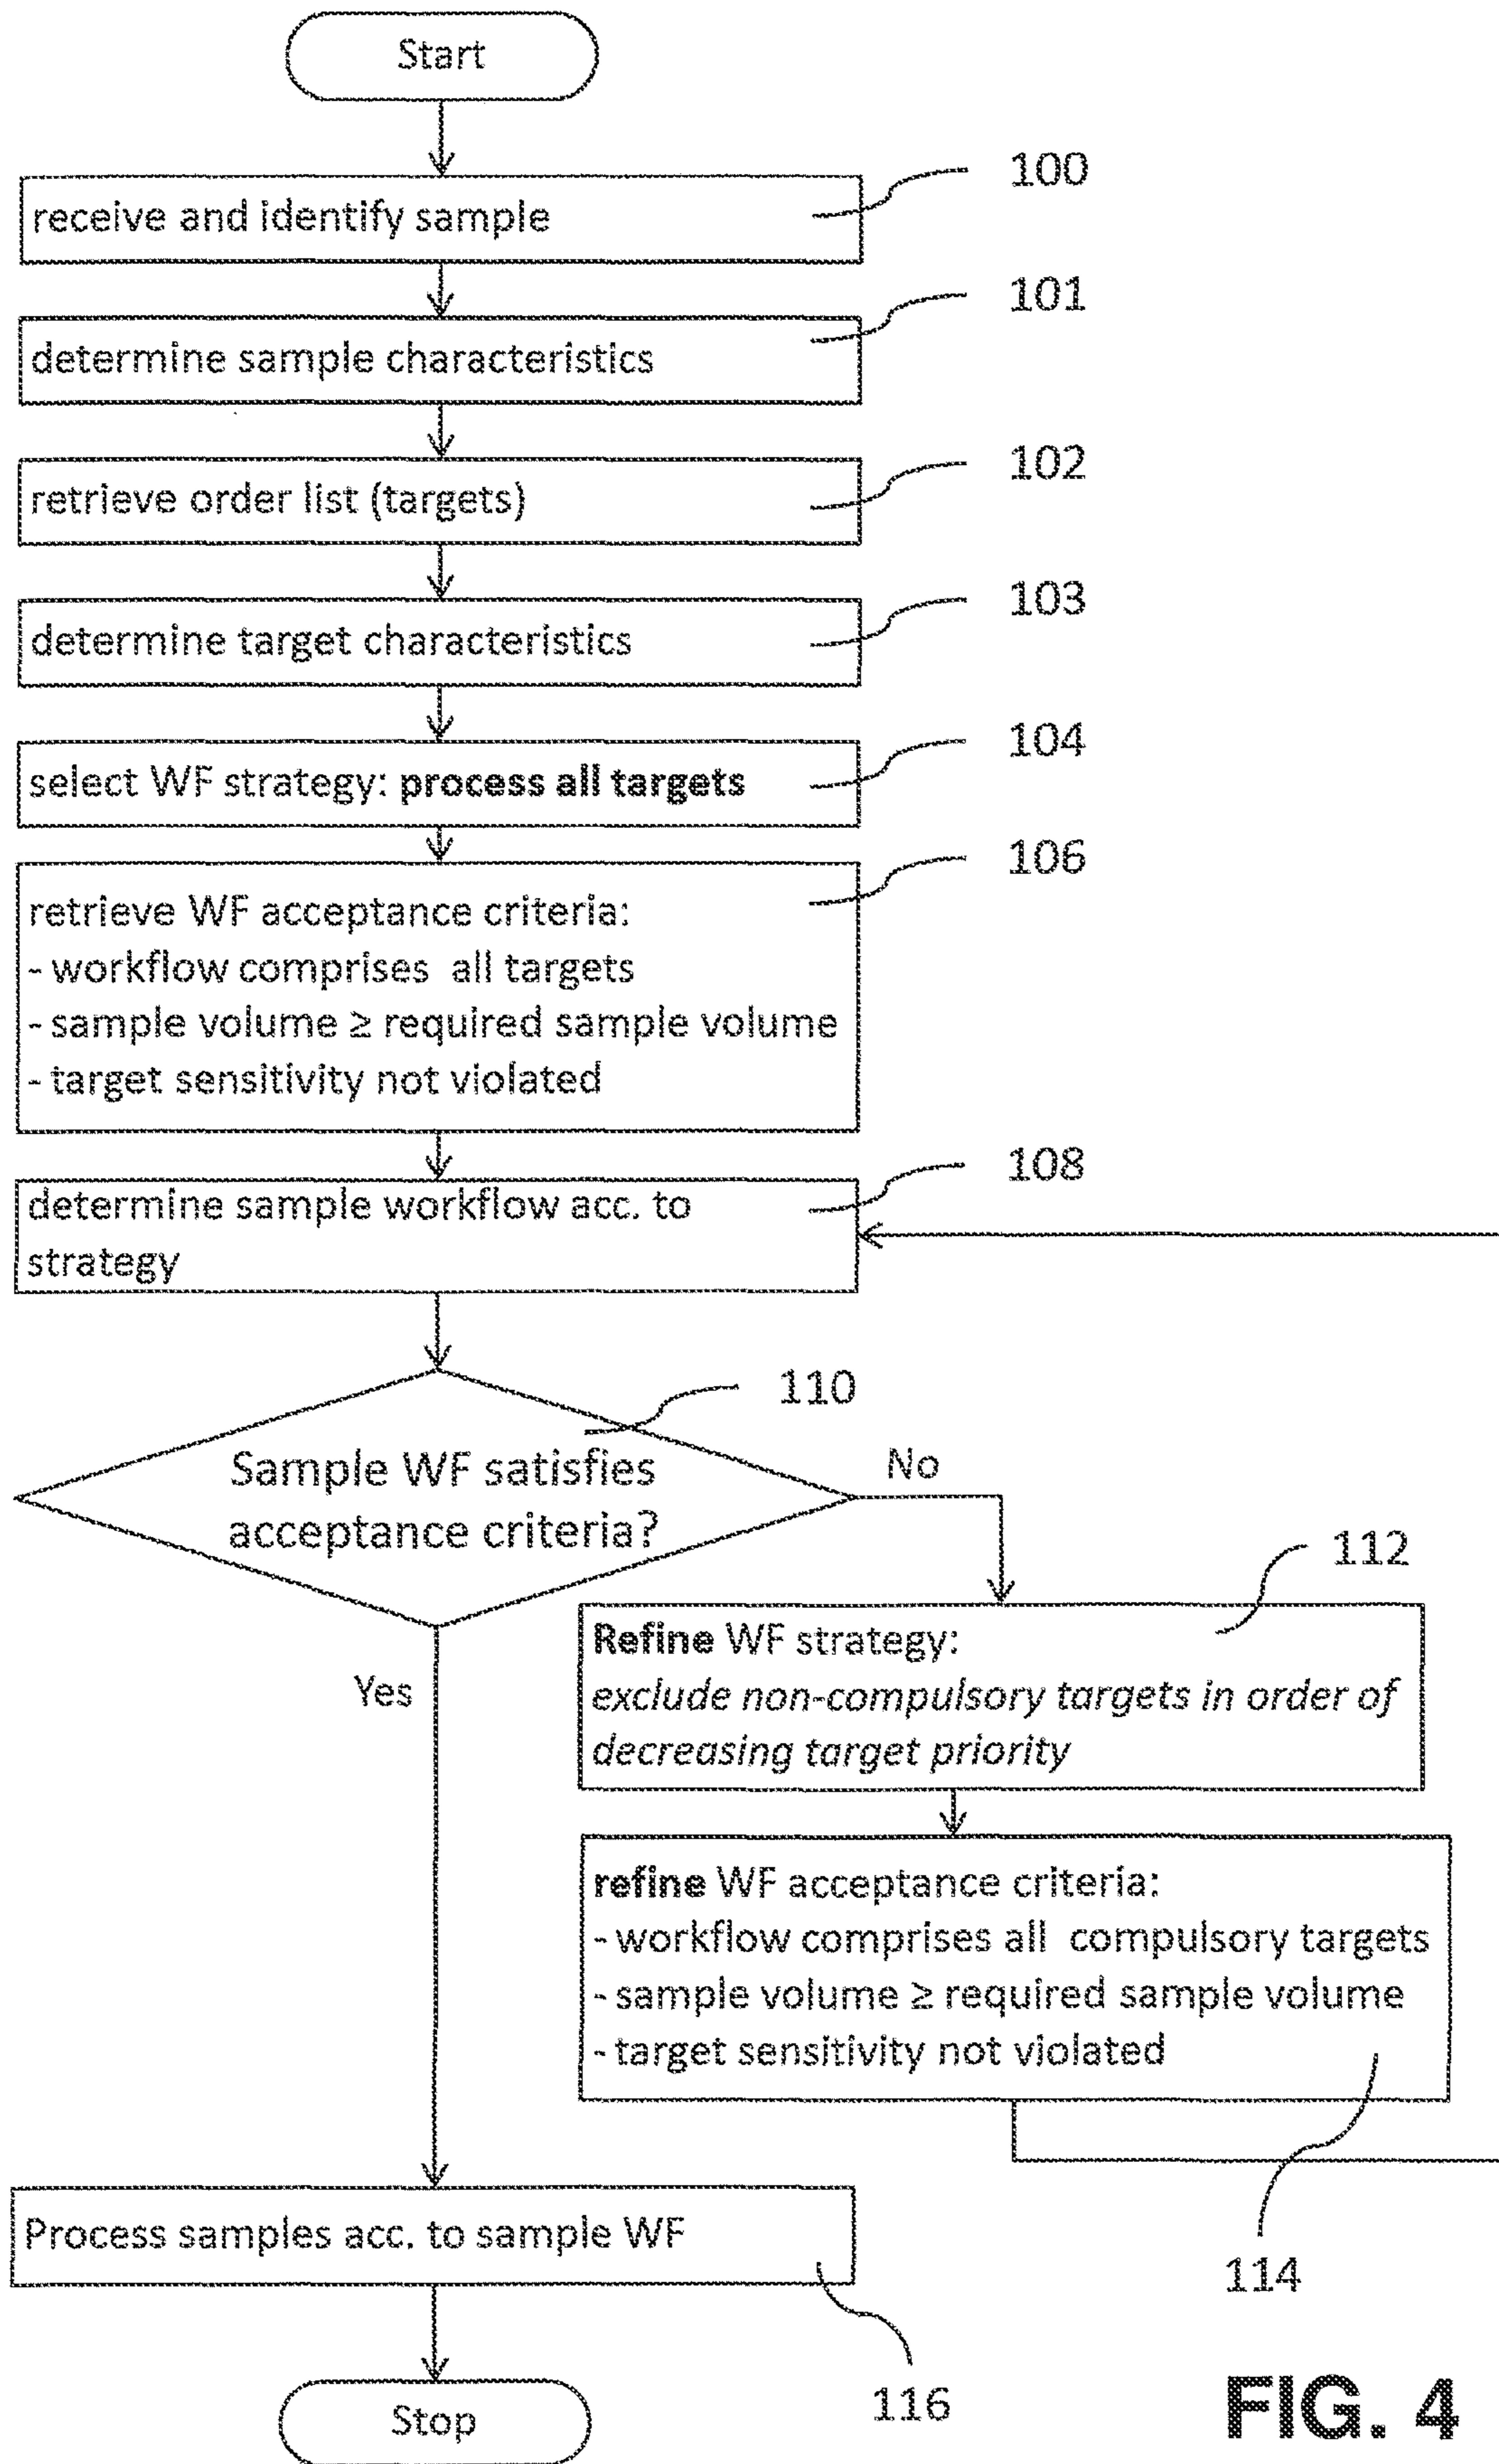 Start
receive and identify sample
100
determine sample characteristics
101
retrieve order list (targets)
102
determine target characteristics
103
select WF strategy: process all targets
104
retrieve WF acceptance criteria:
- workflow comprises all targets
- sample volume ≥ required sample volume
- target sensitivity not violated
106
determine sample workflow acc. to
strategy
108
Sample WF satisfies
acceptance criteria?
110
No
Yes
Refine WF strategy:
exclude non-compulsory targets in order of
decreasing target priority
112
refine WF acceptance criteria:
- workflow comprises all compulsory targets
- sample volume ≥ required sample volume
- target sensitivity not violated
114
Process samples acc. to sample WF
116
Stop
FIG. 4